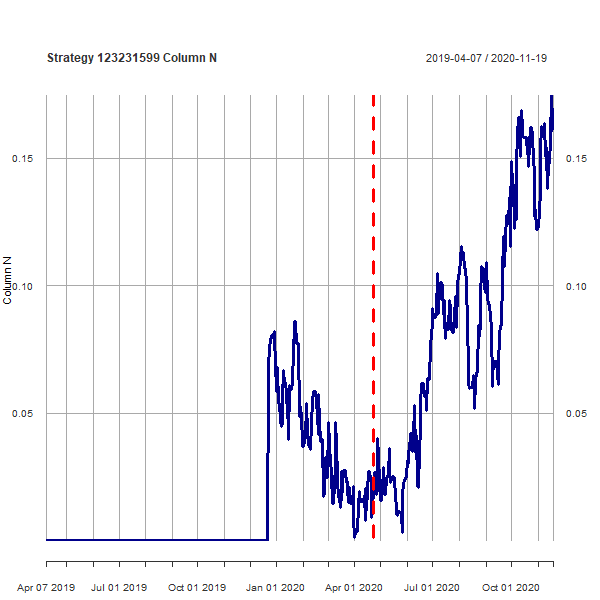 Strategy 123231599 Column N
2019-04-07 / 2020-11-19
0.15
0.15
0.10
0.10
0.05
0.05
Column N
Apr 07 2019
Jul 01 2019
Oct 01 2019
Jan 01 2020
Apr 01 2020
Jul 01 2020
Oct 01 2020